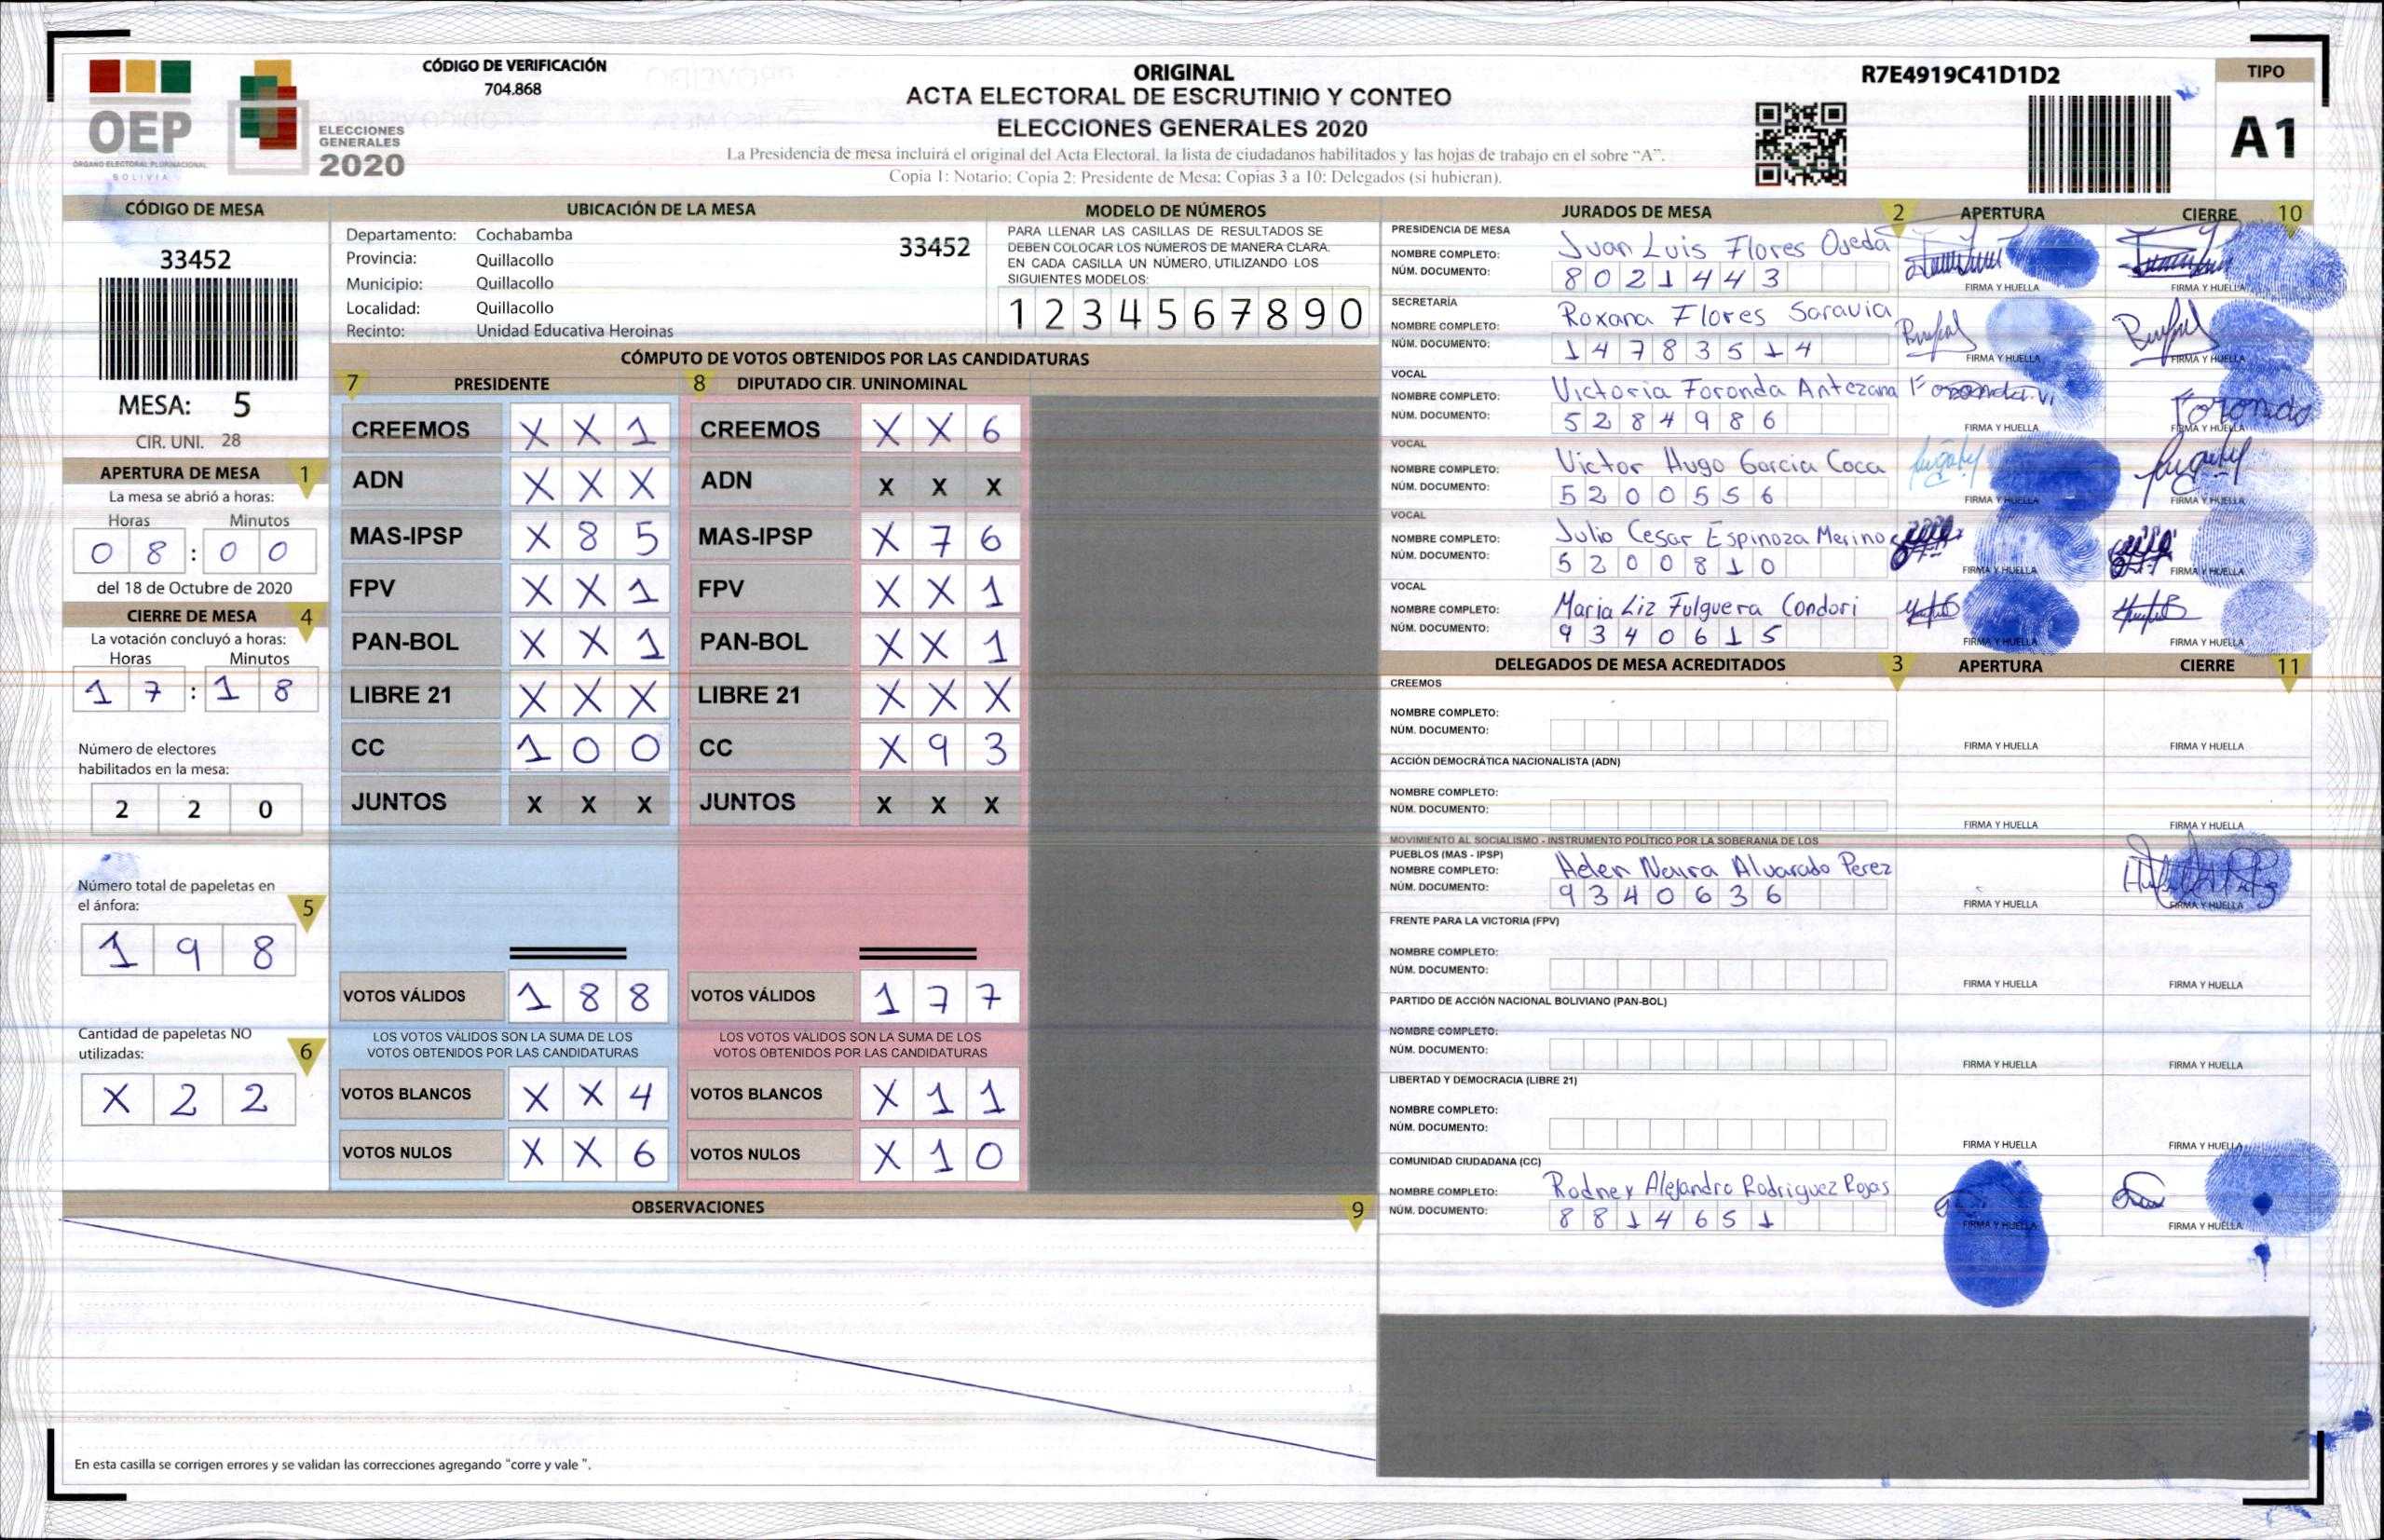 CÓDIGO DE VERIFICACIÓN
704.868
OEP
ÓRGANO ELECTORAL PLURINACIONAL
BOLIVIA
ELECCIONES
GENERALES
2020
ORIGINAL
ACTA ELECTORAL DE ESCRUTINIO Y CONTEO
ELECCIONES GENERALES 2020
La Presidencia de mesa incluirá el original del Acta Electoral, la lista de ciudadanos habilitados y las hojas de trabajo en el sobre “A”.
Copia 1: Notario; Copia 2: Presidente de Mesa; Copias 3 a 10: Delegados (si hubieran).
R7E4919C41D1D2
TIPO
A1
CÓDIGO DE MESA
33452
MESA: 5
CIR. UNI. 28
APERTURA DE MESA 1
La mesa se abrió a horas:
Horas Minutos
0 8 : 0 0
del 18 de Octubre de 2020
CIERRE DE MESA 4
La votación concluyó a horas:
Horas Minutos
1 7 : 1 8
Número de electores
habilitados en la mesa:
2 2 0
Número total de papeletas en
el ánfora: 5
1 9 8
Cantidad de papeletas NO
utilizadas: 6
X 2 2
UBICACIÓN DE LA MESA
Departamento: Cochabamba 33452
Provincia: Quillacollo
Municipio: Quillacollo
Localidad: Quillacollo
Recinto: Unidad Educativa Heroinas
MODELO DE NÚMEROS
PARA LLENAR LAS CASILLAS DE RESULTADOS SE
DEBEN COLOCAR LOS NÚMEROS DE MANERA CLARA.
EN CADA CASILLA UN NÚMERO, UTILIZANDO LOS
SIGUIENTES MODELOS:
1 2 3 4 5 6 7 8 9 0
CÓMPUTO DE VOTOS OBTENIDOS POR LAS CANDIDATURAS
7 PRESIDENTE 8 DIPUTADO CIR. UNINOMINAL
CREEMOS X X 1 CREEMOS X X 6
ADN X X X ADN X X X
MAS-IPSP X 8 5 MAS-IPSP X 7 6
FPV X X 1 FPV X X 1
PAN-BOL X X 1 PAN-BOL X X 1
LIBRE 21 X X X LIBRE 21 X X X
CC 1 0 0 CC X 9 3
JUNTOS X X X JUNTOS X X X
VOTOS VÁLIDOS 1 8 8 VOTOS VÁLIDOS 1 7 7
LOS VOTOS VÁLIDOS SON LA SUMA DE LOS LOS VOTOS VÁLIDOS SON LA SUMA DE LOS
VOTOS OBTENIDOS POR LAS CANDIDATURAS VOTOS OBTENIDOS POR LAS CANDIDATURAS
VOTOS BLANCOS X X 4 VOTOS BLANCOS X 1 1
VOTOS NULOS X X 6 VOTOS NULOS X 1 0
OBSERVACIONES 9
En esta casilla se corrigen errores y se validan las correcciones agregando “corre y vale ”.
JURADOS DE MESA 2 APERTURA CIERRE 10
PRESIDENCIA DE MESA
NOMBRE COMPLETO: Juan Luis Flores Ojeda
NÚM. DOCUMENTO: 8 0 2 1 4 4 3
FIRMA Y HUELLA FIRMA Y HUELLA
SECRETARÍA
NOMBRE COMPLETO: Roxana Flores Saravia
NÚM. DOCUMENTO: 1 4 7 8 3 5 1 4
FIRMA Y HUELLA FIRMA Y HUELLA
VOCAL
NOMBRE COMPLETO: Victoria Foronda Antezana
NÚM. DOCUMENTO: 5 2 8 4 9 8 6
FIRMA Y HUELLA FIRMA Y HUELLA
VOCAL
NOMBRE COMPLETO: Victor Hugo Garcia Coca
NÚM. DOCUMENTO: 5 2 0 0 5 5 6
FIRMA Y HUELLA FIRMA Y HUELLA
VOCAL
NOMBRE COMPLETO: Julio Cesar Espinoza Merino
NÚM. DOCUMENTO: 5 2 0 0 8 1 0
FIRMA Y HUELLA FIRMA Y HUELLA
VOCAL
NOMBRE COMPLETO: Maria Liz Fulguera Condori
NÚM. DOCUMENTO: 9 3 4 0 6 1 5
FIRMA Y HUELLA FIRMA Y HUELLA
DELEGADOS DE MESA ACREDITADOS 3 APERTURA CIERRE 11
CREEMOS
NOMBRE COMPLETO:
NÚM. DOCUMENTO:
FIRMA Y HUELLA FIRMA Y HUELLA
ACCIÓN DEMOCRÁTICA NACIONALISTA (ADN)
NOMBRE COMPLETO:
NÚM. DOCUMENTO:
FIRMA Y HUELLA FIRMA Y HUELLA
MOVIMIENTO AL SOCIALISMO - INSTRUMENTO POLÍTICO POR LA SOBERANIA DE LOS
PUEBLOS (MAS - IPSP)
NOMBRE COMPLETO: Helen Neyra Alvarado Perez
NÚM. DOCUMENTO: 9 3 4 0 6 3 6
FIRMA Y HUELLA FIRMA Y HUELLA
FRENTE PARA LA VICTORIA (FPV)
NOMBRE COMPLETO:
NÚM. DOCUMENTO:
FIRMA Y HUELLA FIRMA Y HUELLA
PARTIDO DE ACCIÓN NACIONAL BOLIVIANO (PAN-BOL)
NOMBRE COMPLETO:
NÚM. DOCUMENTO:
FIRMA Y HUELLA FIRMA Y HUELLA
LIBERTAD Y DEMOCRACIA (LIBRE 21)
NOMBRE COMPLETO:
NÚM. DOCUMENTO:
FIRMA Y HUELLA FIRMA Y HUELLA
COMUNIDAD CIUDADANA (CC)
NOMBRE COMPLETO: Rodney Alejandro Rodriguez Rojas
NÚM. DOCUMENTO: 8 8 1 4 6 5 1
FIRMA Y HUELLA FIRMA Y HUELLA